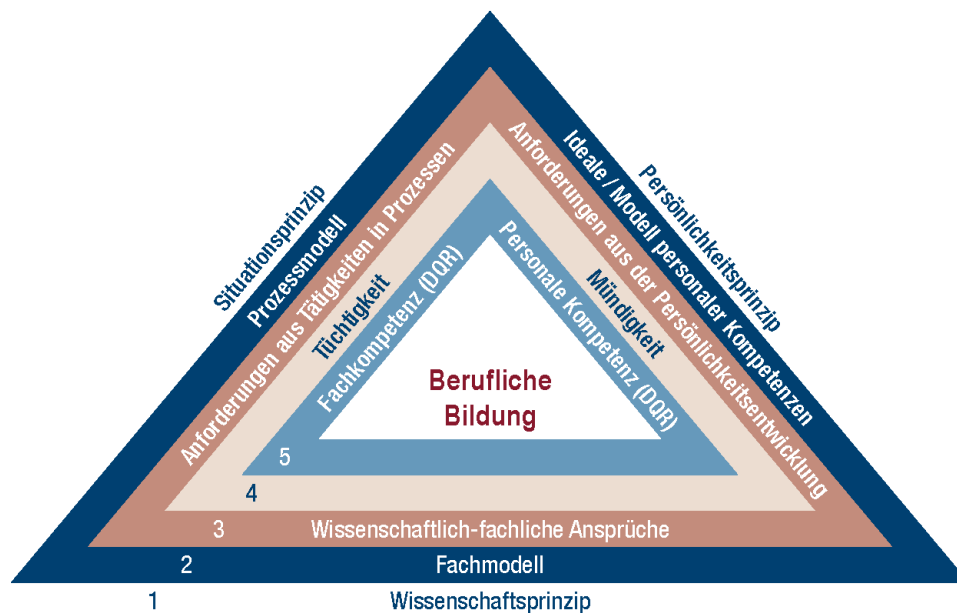 Situationsprinzip
Prozessmodell
Anforderungen aus Tätigkeiten in Prozessen
Tüchtigkeit
Fachkompetenz (DQR)
Persönlichkeitsprinzip
Ideale / Modell personaler Kompetenzen
Anforderungen aus der Persönlichkeitsentwicklung
Mündigkeit
Personale Kompetenz (DQR)
Berufliche
Bildung
5
4
3 Wissenschaftlich-fachliche Ansprüche
2 Fachmodell
1 Wissenschaftsprinzip